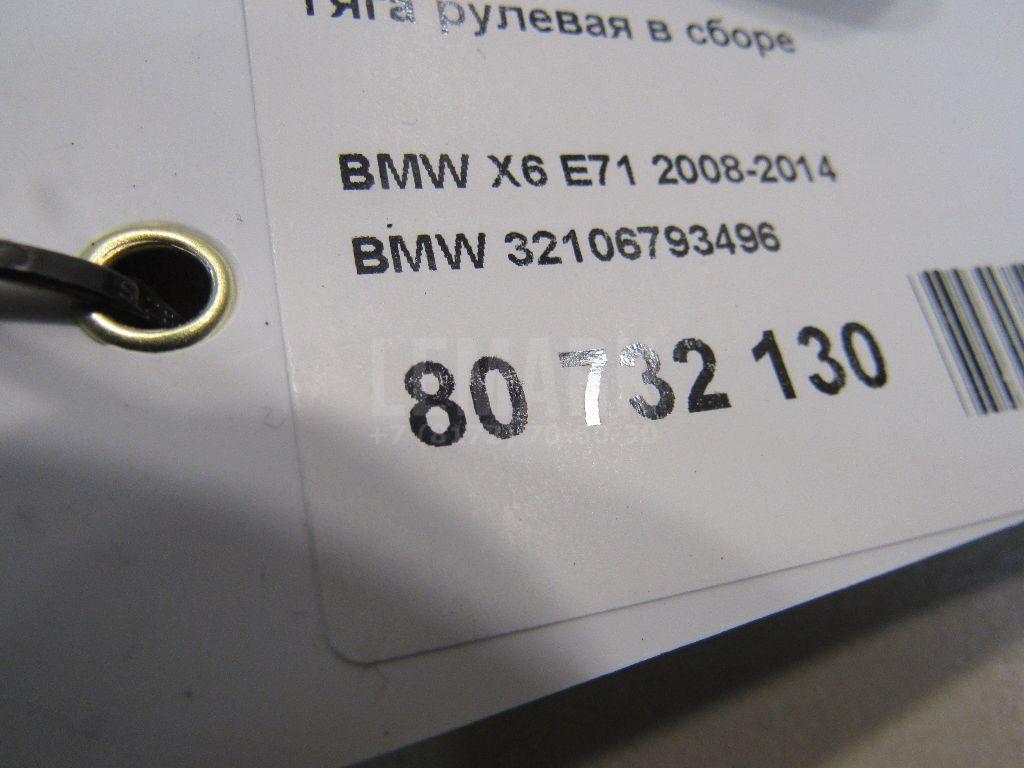 Тяга рулевая в сборе
BMW X6 E71 2008-2014
BMW 32106793496
80 732 130